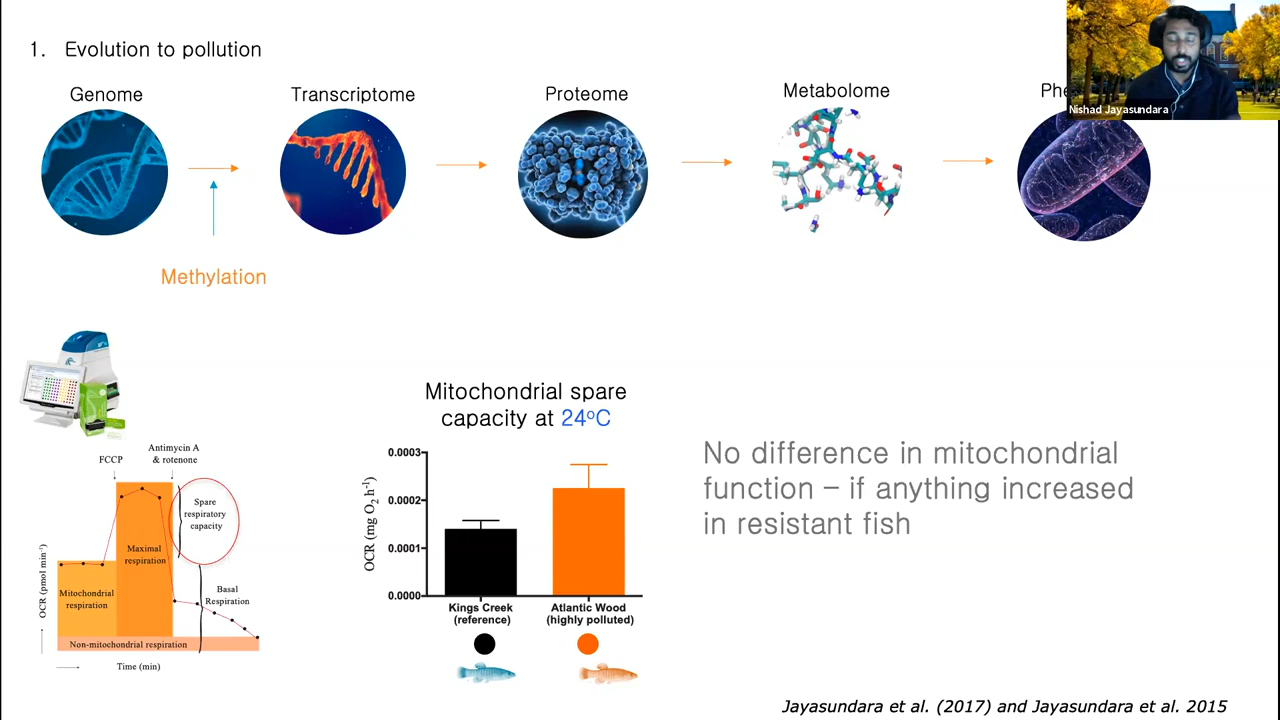 1. Evolution to pollution
Genome
Transcriptome
Proteome
Metabolome
Nishad Jayasundara
Methylation
Mitochondrial spare
capacity at 24°C
No difference in mitochondrial
function – if anything increased
in resistant fish
Antimycin A
& rotenone
FCCP
Spare
respiratory
capacity
Maximal
respiration
Mitochondrial
respiration
Basal
Respiration
Non-mitochondrial respiration
OCR (pmol min⁻¹)
Time (min)
OCR (mg O₂ h⁻¹)
0.0003
0.0002
0.0001
0.0000
Kings Creek
(reference)
Atlantic Wood
(highly polluted)
Jayasundara et al. (2017) and Jayasundara et al. 2015